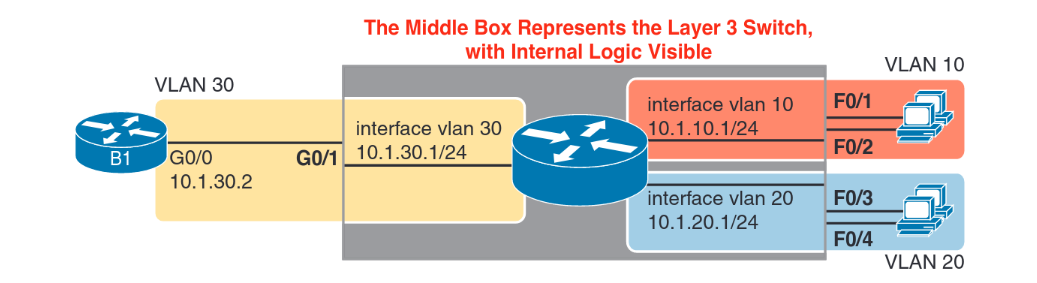 The Middle Box Represents the Layer 3 Switch,
with Internal Logic Visible
VLAN 30
B1
G0/0
10.1.30.2
G0/1
interface vlan 30
10.1.30.1/24
VLAN 10
interface vlan 10
10.1.10.1/24
F0/1
F0/2
interface vlan 20
10.1.20.1/24
F0/3
F0/4
VLAN 20